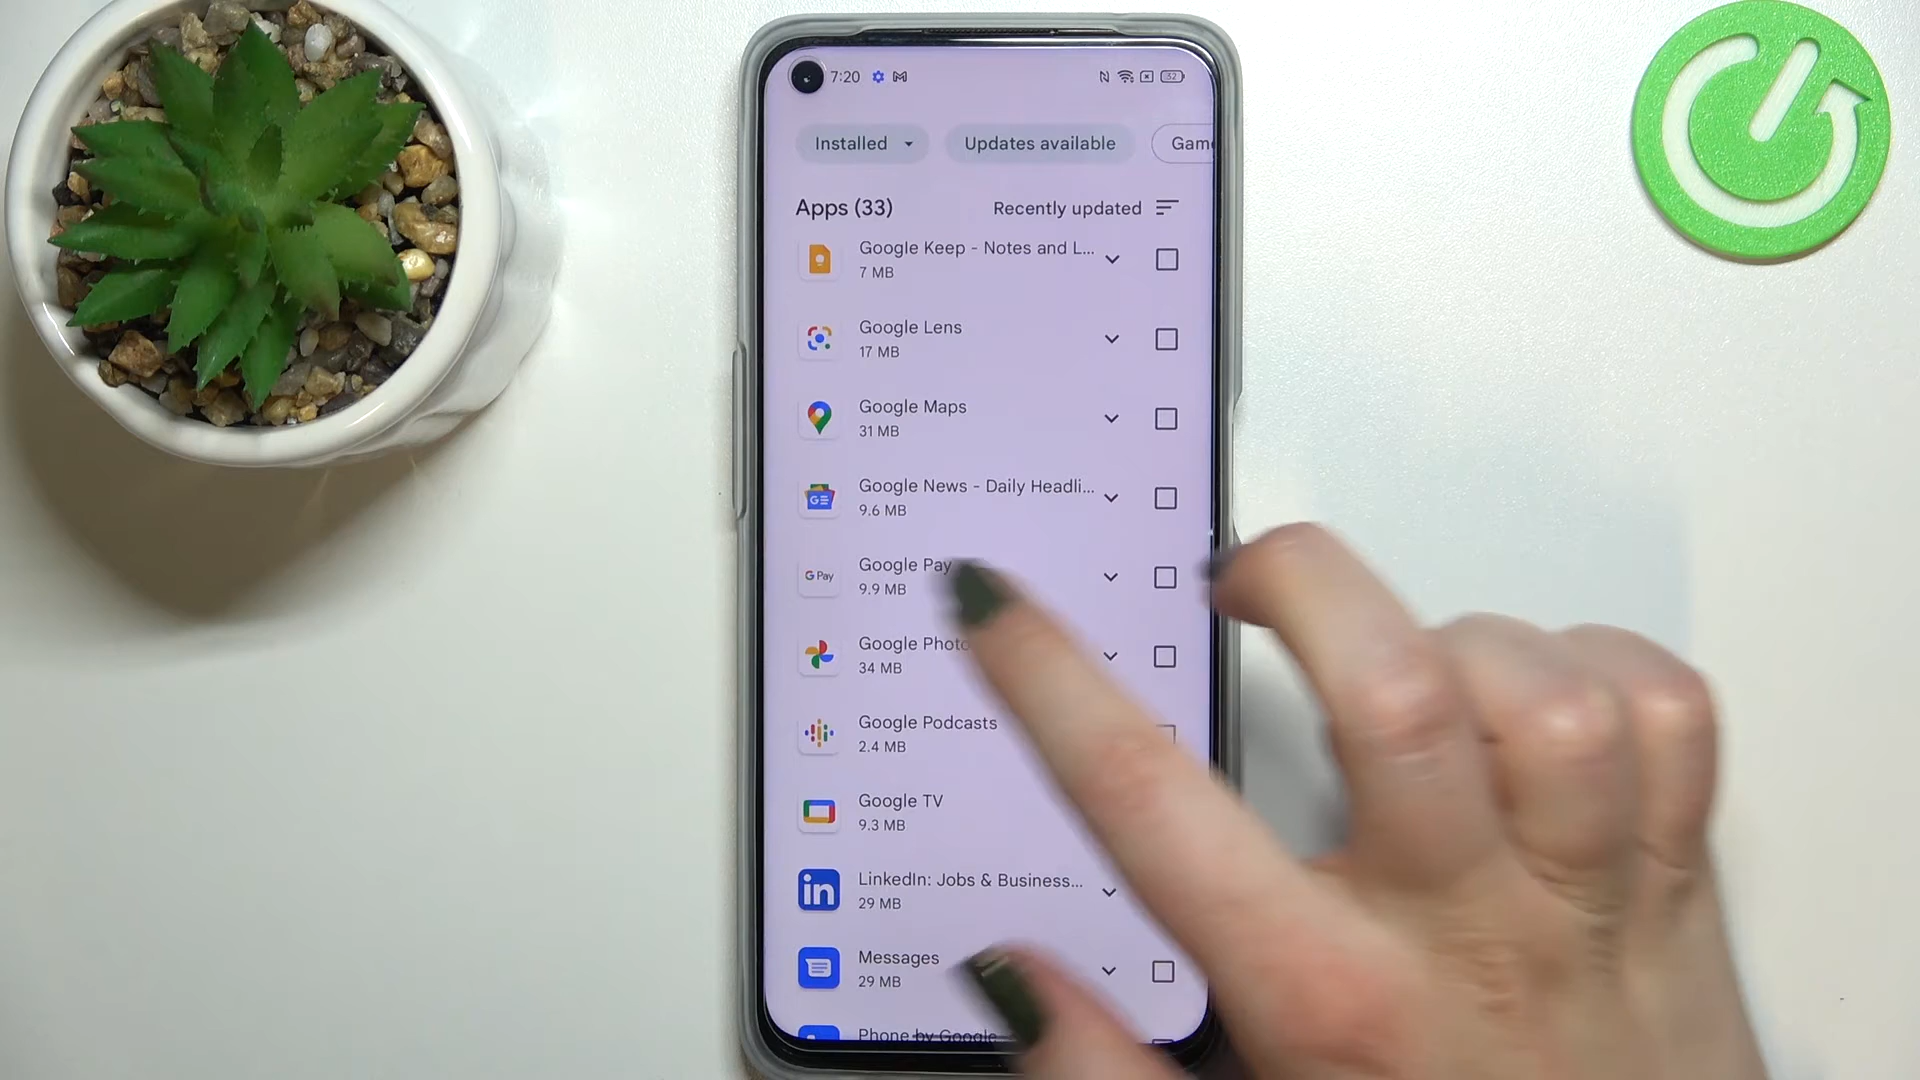 7:20
32
Installed
Updates available
Gam
Apps (33)
Recently updated
Google Keep - Notes and L...
7 MB
Google Lens
17 MB
Google Maps
31 MB
Google News - Daily Headli...
9.6 MB
GE
Google Pay
9.9 MB
G Pay
Google Photo
34 MB
Google Podcasts
2.4 MB
Google TV
9.3 MB
LinkedIn: Jobs & Business...
29 MB
in
Messages
29 MB
Phone by Google